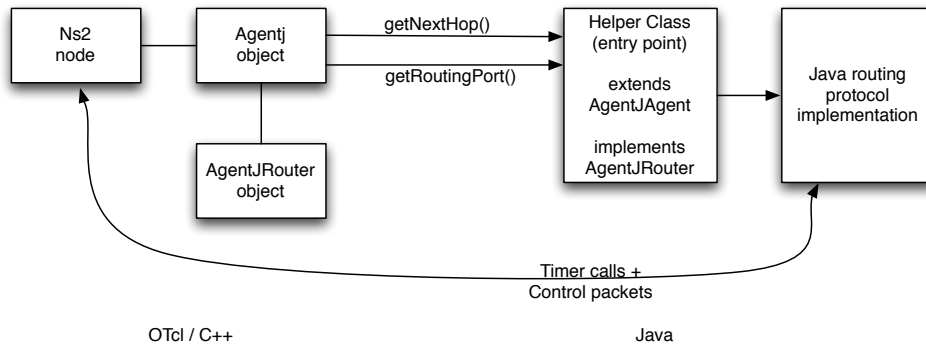 Ns2
node
Agentj
object
getNextHop()
getRoutingPort()
Helper Class
(entry point)
extends
AgentJAgent
implements
AgentJRouter
Java routing
protocol
implementation
AgentJRouter
object
Timer calls +
Control packets
OTcl / C++
Java